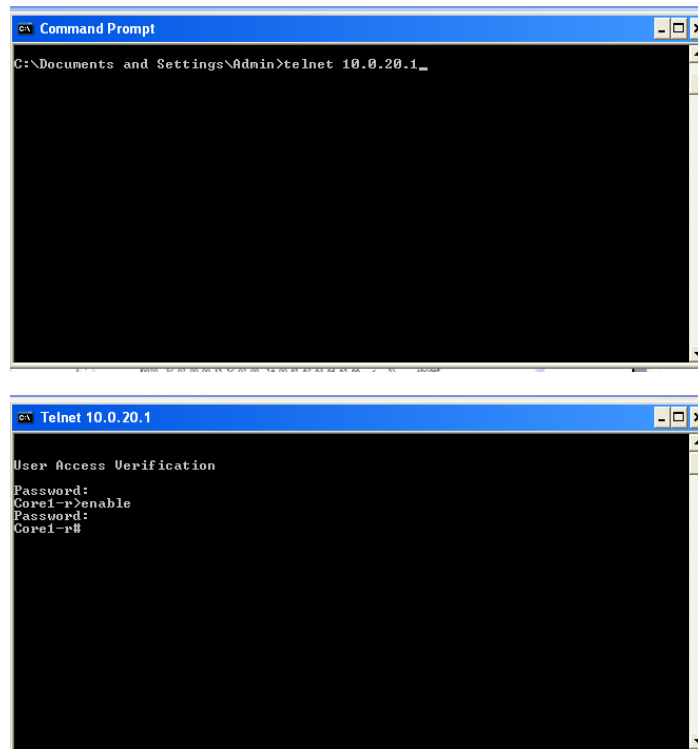 Command Prompt
C:\Documents and Settings\Admin>telnet 10.0.20.1_
Telnet 10.0.20.1
User Access Verification
Password:
Core1-r>enable
Password:
Core1-r#